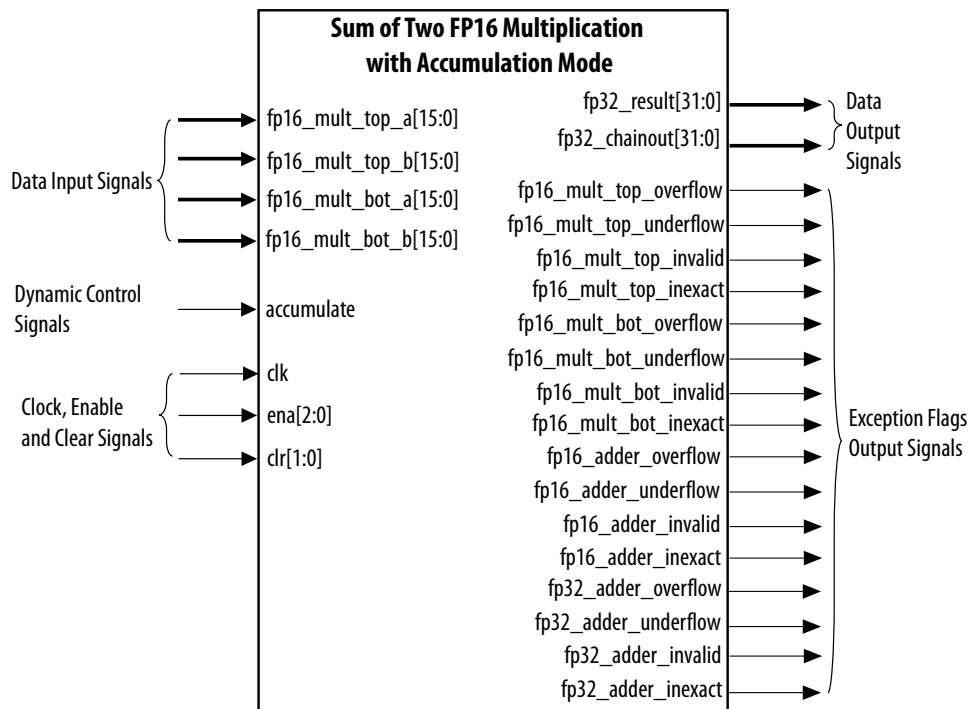 Sum of Two FP16 Multiplication
with Accumulation Mode
Data Input Signals
fp16_mult_top_a[15:0]
fp16_mult_top_b[15:0]
fp16_mult_bot_a[15:0]
fp16_mult_bot_b[15:0]
Dynamic Control
Signals
accumulate
Clock, Enable
and Clear Signals
clk
ena[2:0]
clr[1:0]
fp32_result[31:0]
fp32_chainout[31:0]
Data
Output
Signals
fp16_mult_top_overflow
fp16_mult_top_underflow
fp16_mult_top_invalid
fp16_mult_top_inexact
fp16_mult_bot_overflow
fp16_mult_bot_underflow
fp16_mult_bot_invalid
fp16_mult_bot_inexact
fp16_adder_overflow
fp16_adder_underflow
fp16_adder_invalid
fp16_adder_inexact
fp32_adder_overflow
fp32_adder_underflow
fp32_adder_invalid
fp32_adder_inexact
Exception Flags
Output Signals